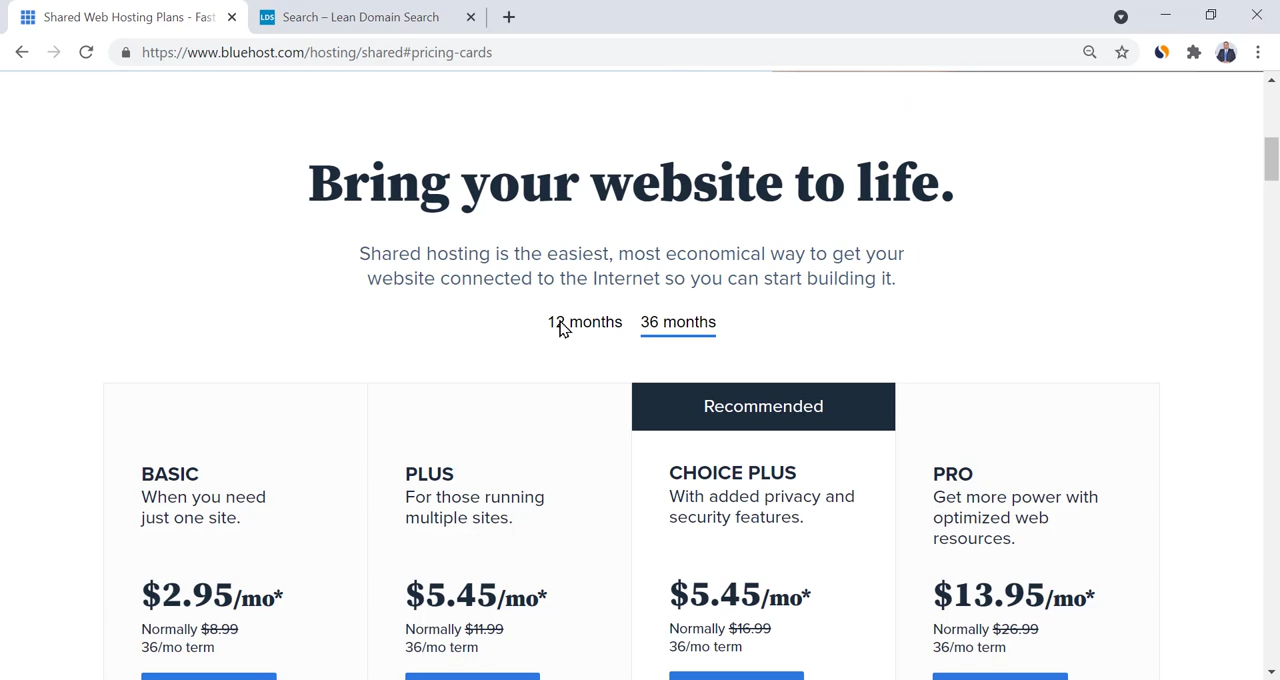 Shared Web Hosting Plans - Fast
Search – Lean Domain Search
LDS
https://www.bluehost.com/hosting/shared#pricing-cards
Bring your website to life.
Shared hosting is the easiest, most economical way to get your
website connected to the Internet so you can start building it.
12 months 36 months
Recommended
BASIC
When you need
just one site.
$2.95/mo*
Normally $8.99
36/mo term
PLUS
For those running
multiple sites.
$5.45/mo*
Normally $11.99
36/mo term
CHOICE PLUS
With added privacy and
security features.
$5.45/mo*
Normally $16.99
36/mo term
PRO
Get more power with
optimized web
resources.
$13.95/mo*
Normally $26.99
36/mo term